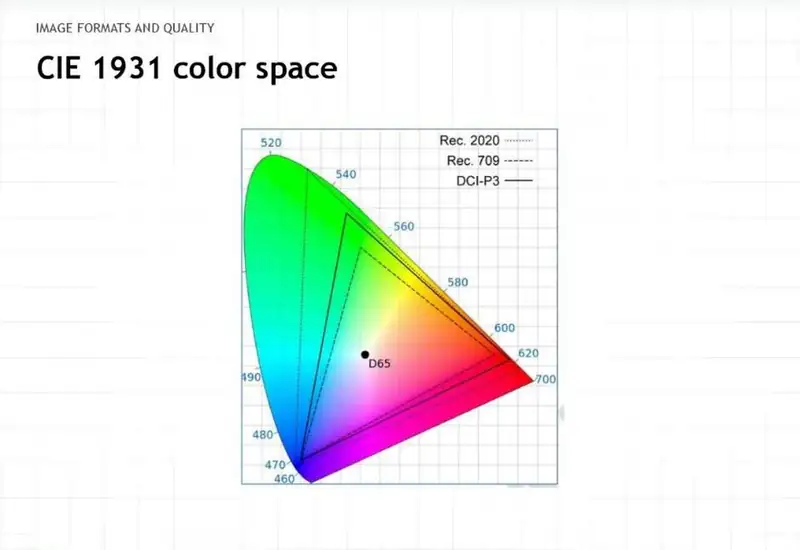 IMAGE FORMATS AND QUALITY
CIE 1931 color space
Rec. 2020
Rec. 709
DCI-P3
520
540
560
580
600
620
700
D65
490
480
470
460